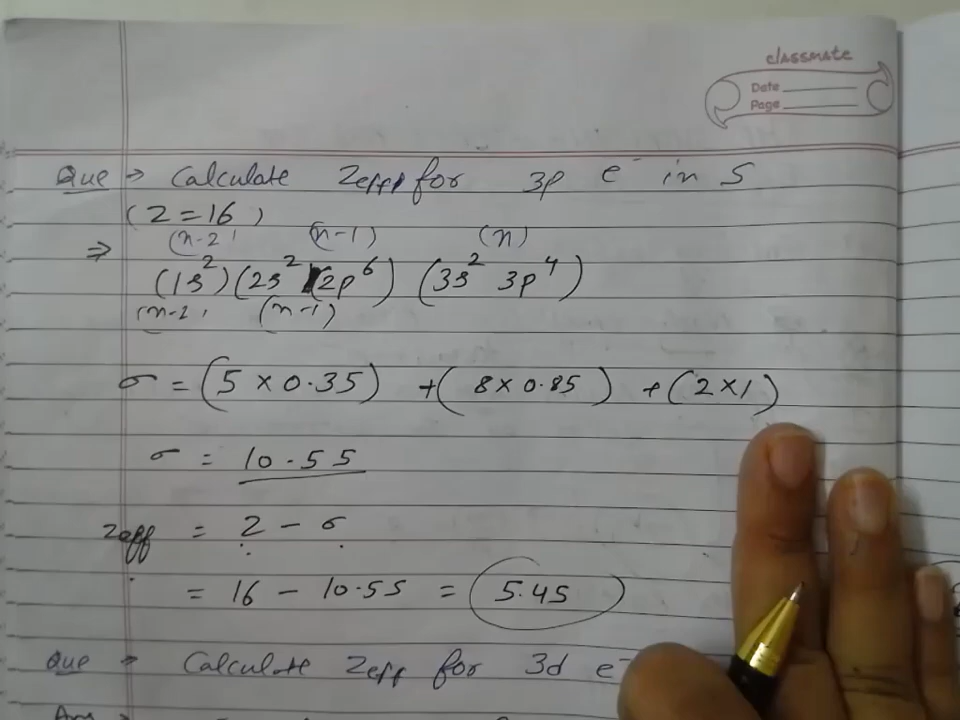 classmate
Date
Page
Que → Calculate Zeff for 3p e⁻ in S
(Z=16)
(n-2) (n-1) (n)
⇒ (1s²)(2s² 2p⁶) (3s² 3p⁴)
(n-2) (n-1)
σ = (5 × 0.35) + (8 × 0.85) + (2 × 1)
σ = 10.55
Zeff = Z - σ
= 16 - 10.55 = 5.45
Que → Calculate Zeff for 3d e⁻